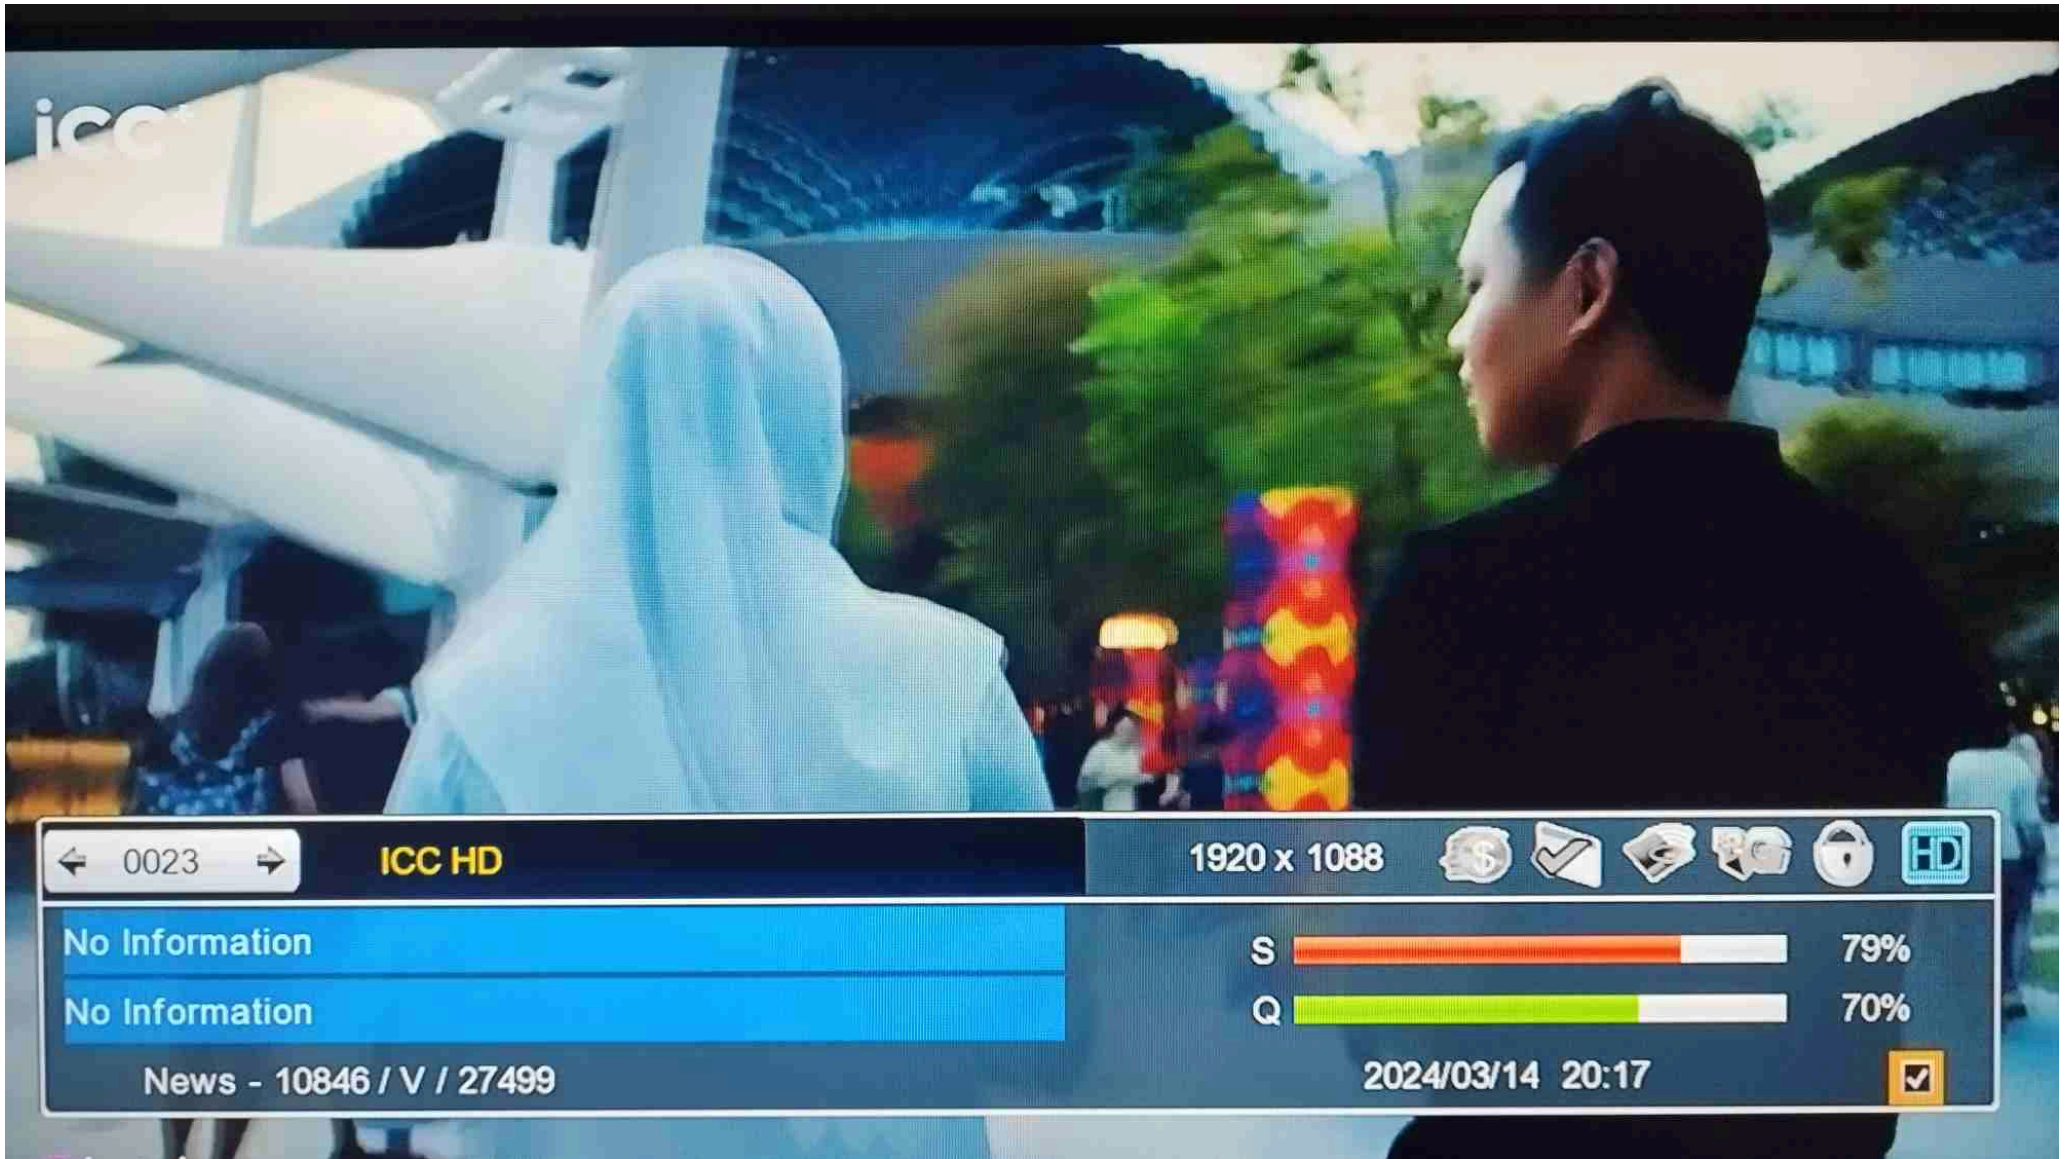 icc+
0023
ICC HD
1920 x 1088
$
HD
No Information
S
79%
No Information
Q
70%
News - 10846 / V / 27499
2024/03/14 20:17